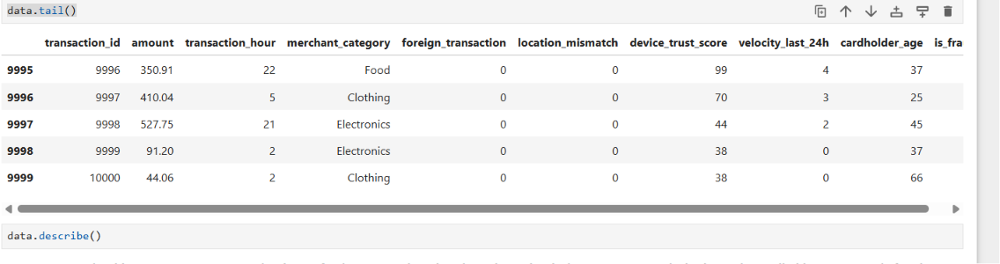 data.tail()
transaction_id amount transaction_hour merchant_category foreign_transaction location_mismatch device_trust_score velocity_last_24h cardholder_age is_fra
9995 9996 350.91 22 Food 0 0 99 4 37
9996 9997 410.04 5 Clothing 0 0 70 3 25
9997 9998 527.75 21 Electronics 0 0 44 2 45
9998 9999 91.20 2 Electronics 0 0 38 0 37
9999 10000 44.06 2 Clothing 0 0 38 0 66
data.describe()